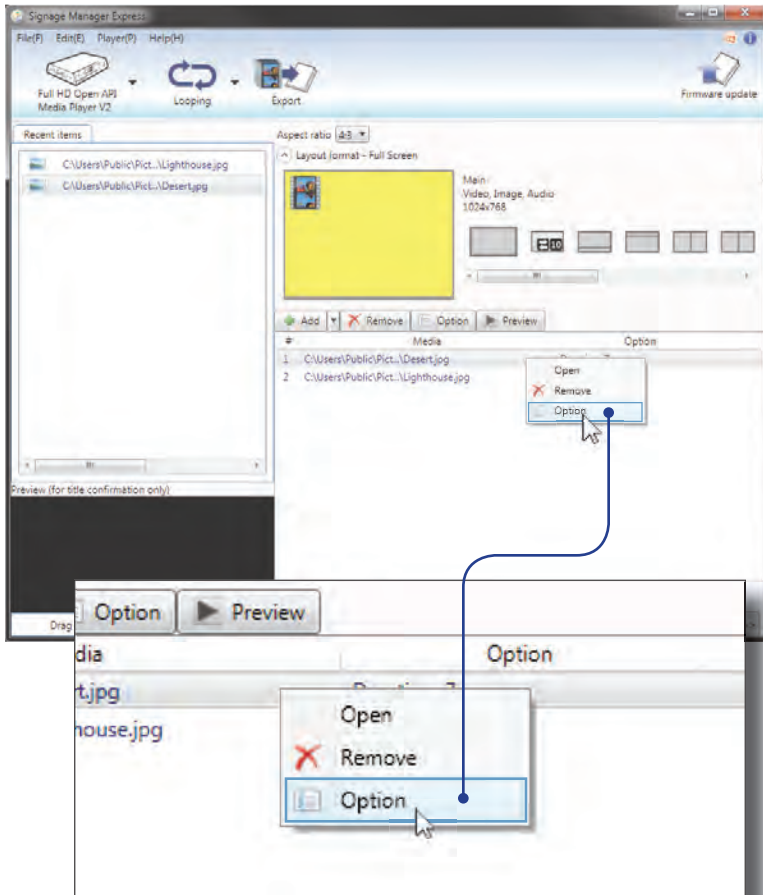 Signage Manager Express
File(F) Edit(E) Player(P) Help(H)
Full HD Open API
Media Player V2
Looping
Export
Firmware update
Recent items
C:\Users\Public\Pict...\Lighthouse.jpg
C:\Users\Public\Pict...\Desert.jpg
Aspect ratio 4:3
Layout format - Full Screen
Main:
Video, Image, Audio
1024x768
10
Add Remove Option Preview
# Media Option
1 C:\Users\Public\Pict...\Desert.jpg
2 C:\Users\Public\Pict...\Lighthouse.jpg
Open
Remove
Option
Preview (for title confirmation only)
Drag
Option Preview
dia Option
t.jpg
house.jpg
Open
Remove
Option